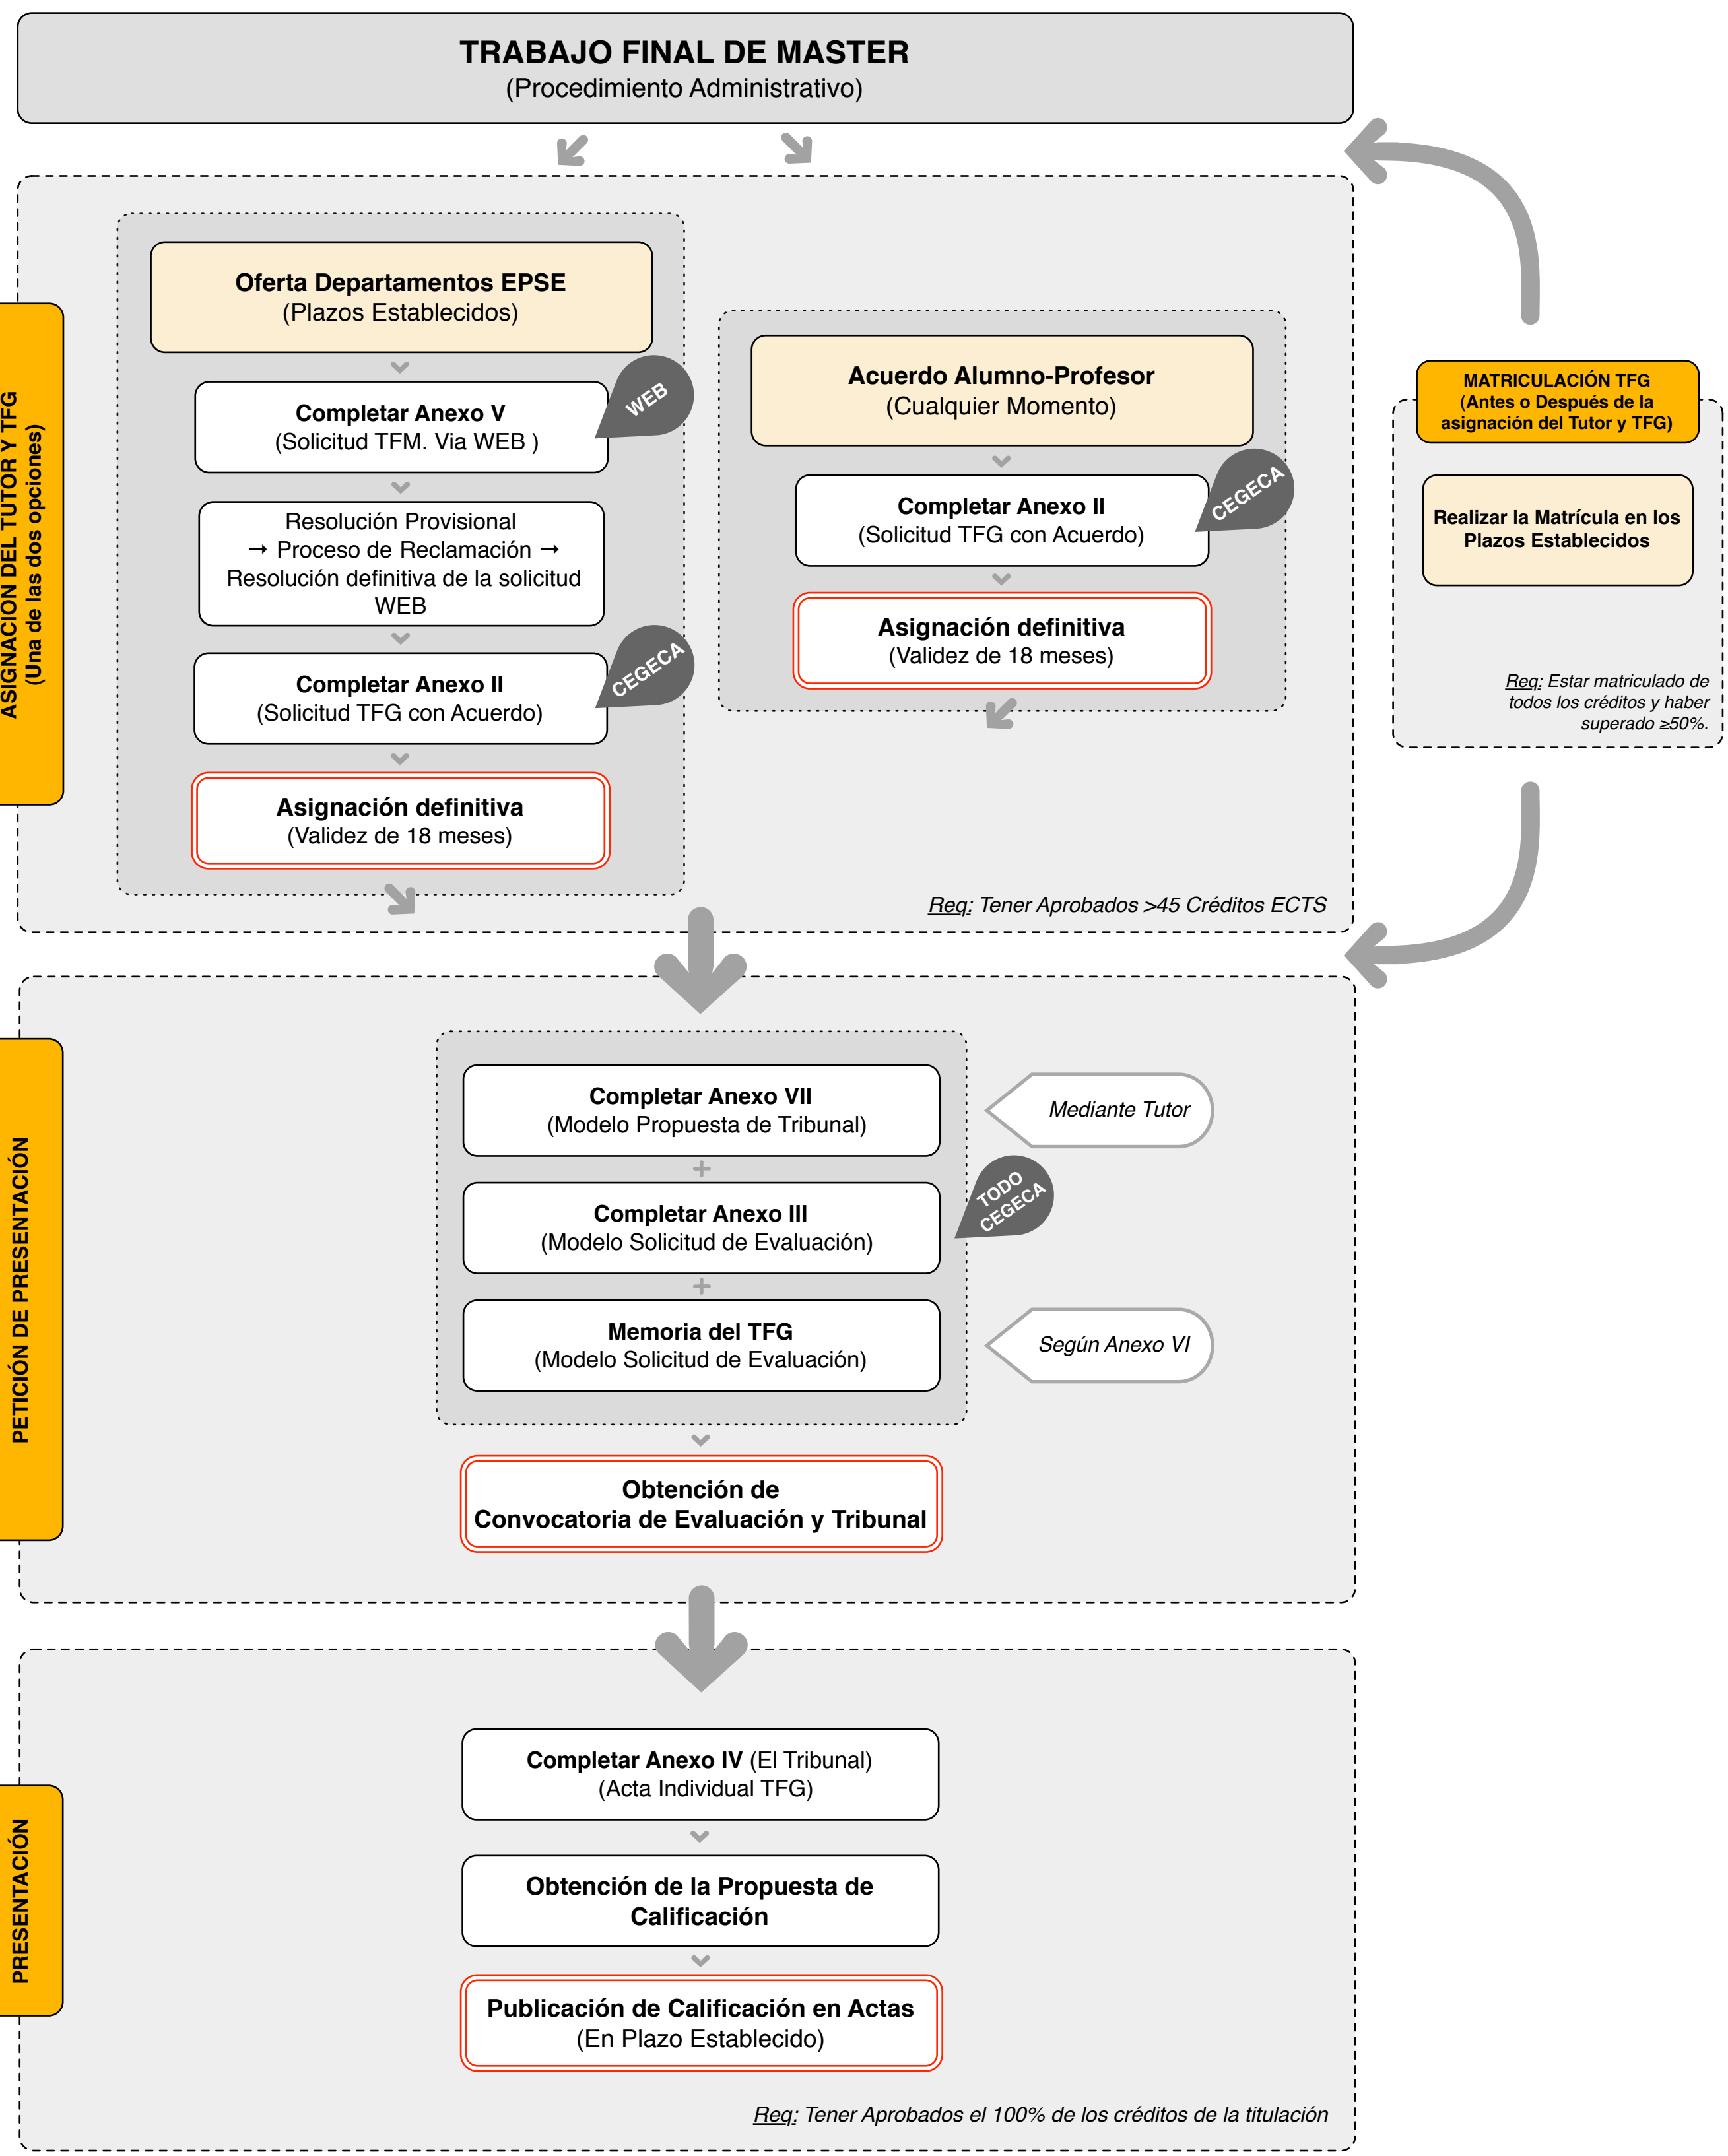 TRABAJO FINAL DE MASTER
(Procedimiento Administrativo)
ASIGNACIÓN DEL TUTOR Y TFG
(Una de las dos opciones)
Oferta Departamentos EPSE
(Plazos Establecidos)
Completar Anexo V
(Solicitud TFM. Via WEB )
WEB
Resolución Provisional
→ Proceso de Reclamación →
Resolución definitiva de la solicitud
WEB
Completar Anexo II
(Solicitud TFG con Acuerdo)
CEGECA
Asignación definitiva
(Validez de 18 meses)
Acuerdo Alumno-Profesor
(Cualquier Momento)
Completar Anexo II
(Solicitud TFG con Acuerdo)
CEGECA
Asignación definitiva
(Validez de 18 meses)
Req: Tener Aprobados >45 Créditos ECTS
MATRICULACIÓN TFG
(Antes o Después de la
asignación del Tutor y TFG)
Realizar la Matrícula en los
Plazos Establecidos
Req: Estar matriculado de
todos los créditos y haber
superado ≥50%.
PETICIÓN DE PRESENTACIÓN
Completar Anexo VII
(Modelo Propuesta de Tribunal)
Mediante Tutor
+
Completar Anexo III
(Modelo Solicitud de Evaluación)
TODO
CEGECA
+
Memoria del TFG
(Modelo Solicitud de Evaluación)
Según Anexo VI
Obtención de
Convocatoria de Evaluación y Tribunal
PRESENTACIÓN
Completar Anexo IV (El Tribunal)
(Acta Individual TFG)
Obtención de la Propuesta de
Calificación
Publicación de Calificación en Actas
(En Plazo Establecido)
Req: Tener Aprobados el 100% de los créditos de la titulación